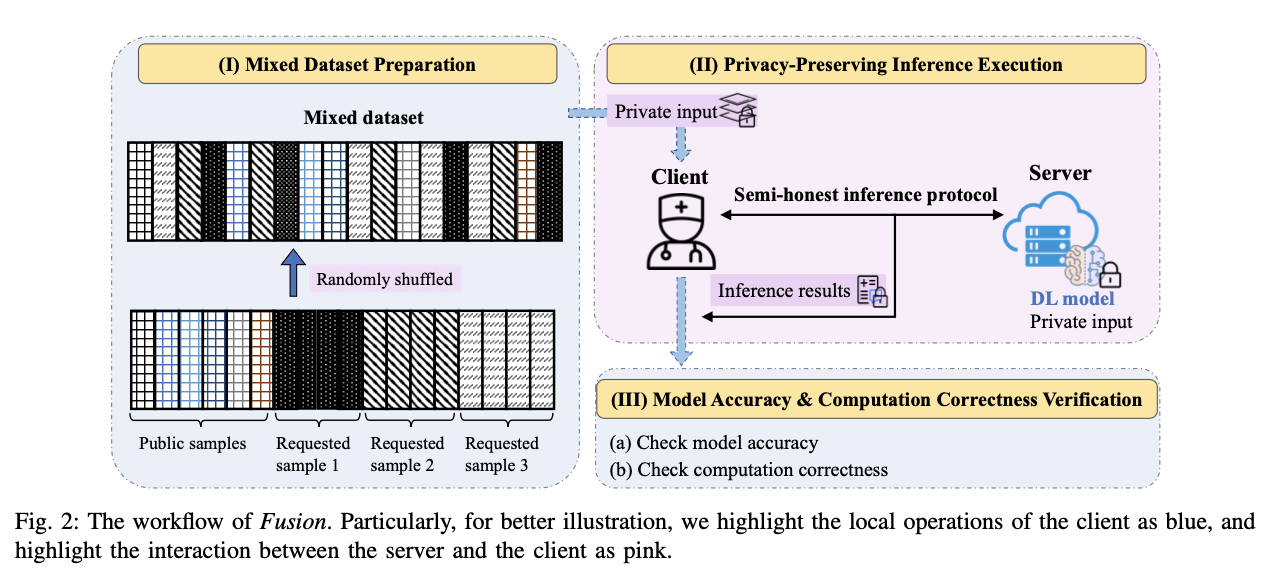 (I) Mixed Dataset Preparation
Mixed dataset
Randomly shuffled
Public samples
Requested
sample 1
Requested
sample 2
Requested
sample 3
(II) Privacy-Preserving Inference Execution
Private input
Client
Semi-honest inference protocol
Server
Inference results
DL model
Private input
(III) Model Accuracy & Computation Correctness Verification
(a) Check model accuracy
(b) Check computation correctness
Fig. 2: The workflow of Fusion. Particularly, for better illustration, we highlight the local operations of the client as blue, and
highlight the interaction between the server and the client as pink.